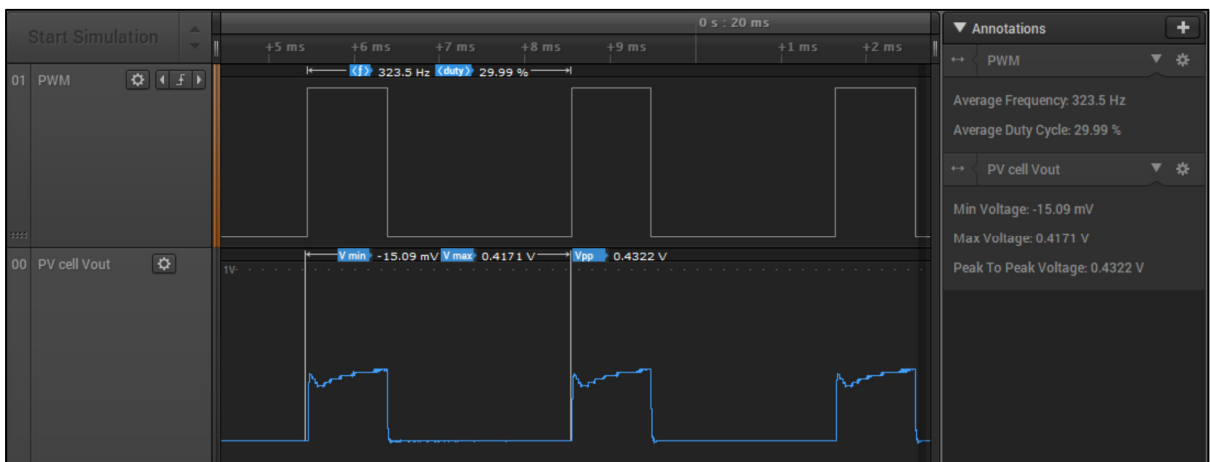 Start Simulation
0 s : 20 ms
+5 ms +6 ms +7 ms +8 ms +9 ms +1 ms +2 ms
01 PWM
⟨f⟩ 323.5 Hz ⟨duty⟩ 29.99 %
00 PV cell Vout
V min -15.09 mV V max 0.4171 V Vpp 0.4322 V
1V
Annotations
PWM
Average Frequency: 323.5 Hz
Average Duty Cycle: 29.99 %
PV cell Vout
Min Voltage: -15.09 mV
Max Voltage: 0.4171 V
Peak To Peak Voltage: 0.4322 V